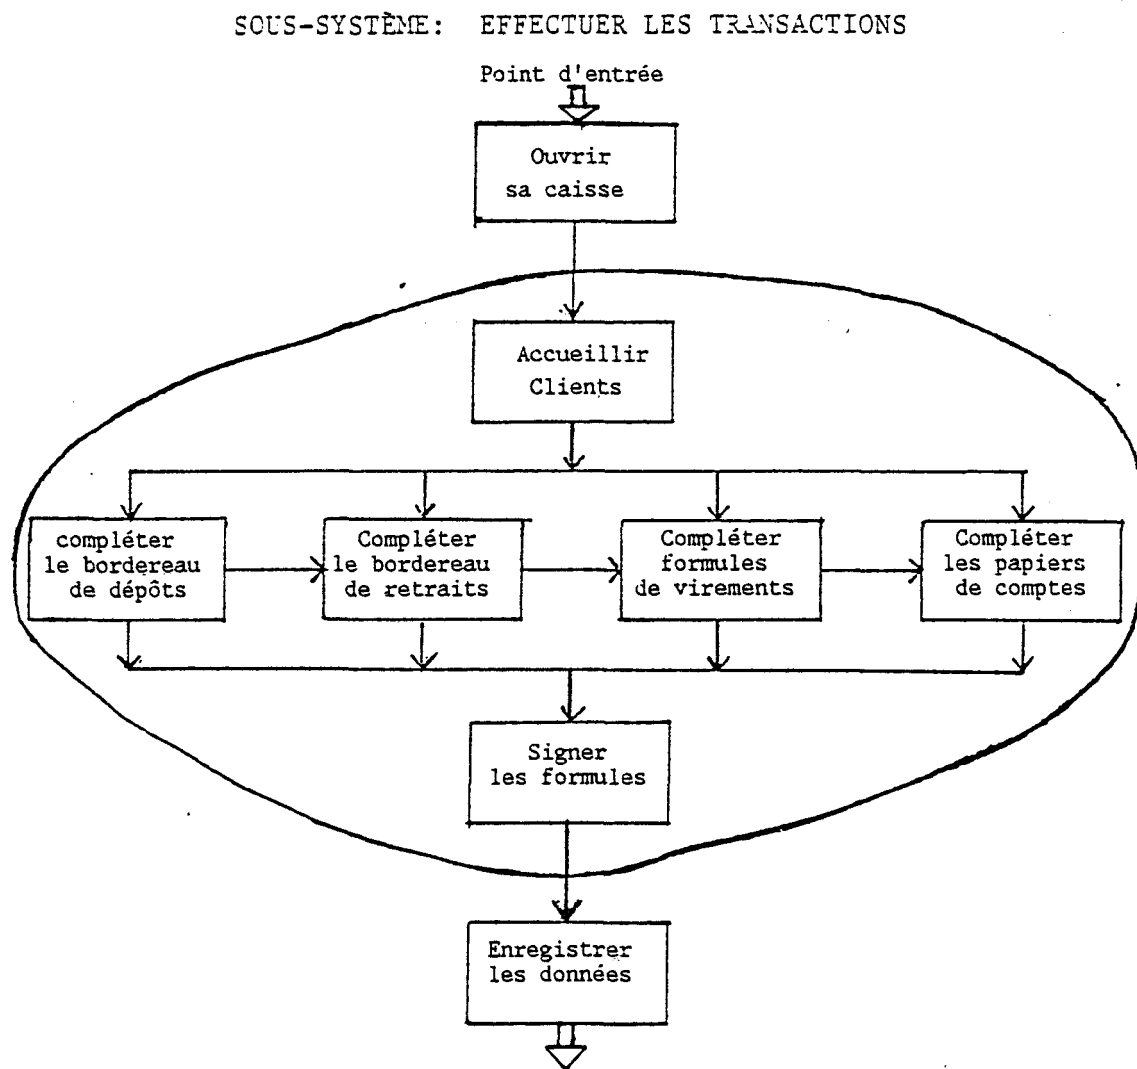 SOUS-SYSTÈME: EFFECTUER LES TRANSACTIONS
Point d'entrée
Ouvrir
sa caisse
Accueillir
Clients
compléter
le bordereau
de dépôts
Compléter
le bordereau
de retraits
Compléter
formules
de virements
Compléter
les papiers
de comptes
Signer
les formules
Enregistrer
les données